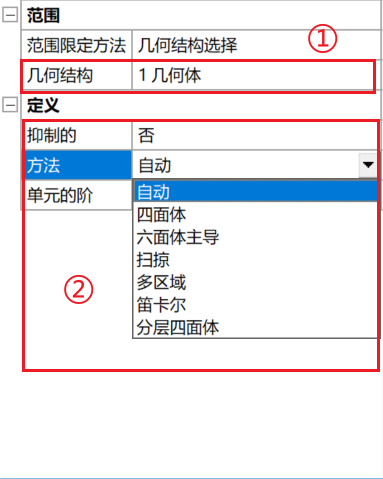 范围
范围限定方法 几何结构选择
①
几何结构 1 几何体
定义
抑制的 否
方法 自动
单元的阶
自动
四面体
六面体主导
扫掠
②
多区域
笛卡尔
分层四面体